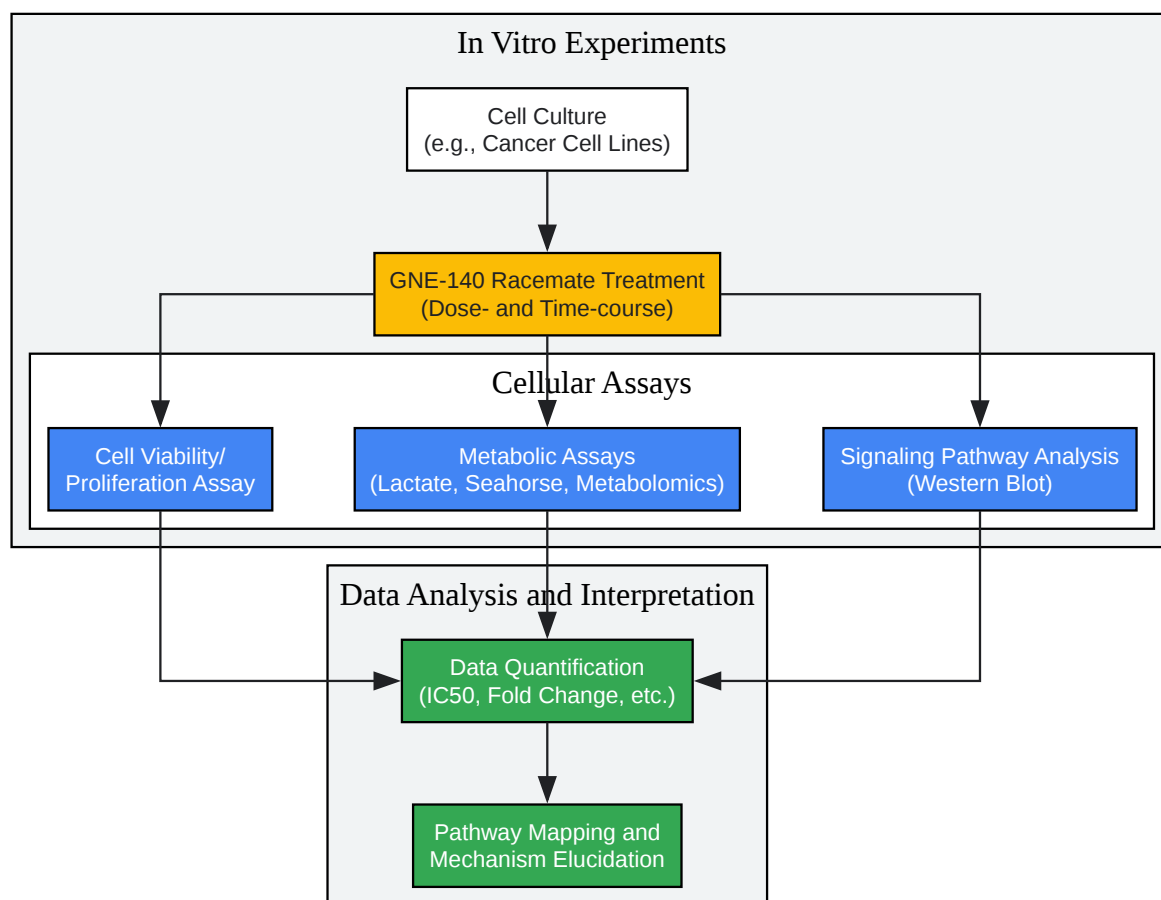 In Vitro Experiments
Cell Culture
(e.g., Cancer Cell Lines)
GNE-140 Racemate Treatment
(Dose- and Time-course)
Cellular Assays
Cell Viability/
Proliferation Assay
Metabolic Assays
(Lactate, Seahorse, Metabolomics)
Signaling Pathway Analysis
(Western Blot)
Data Analysis and Interpretation
Data Quantification
(IC50, Fold Change, etc.)
Pathway Mapping and
Mechanism Elucidation